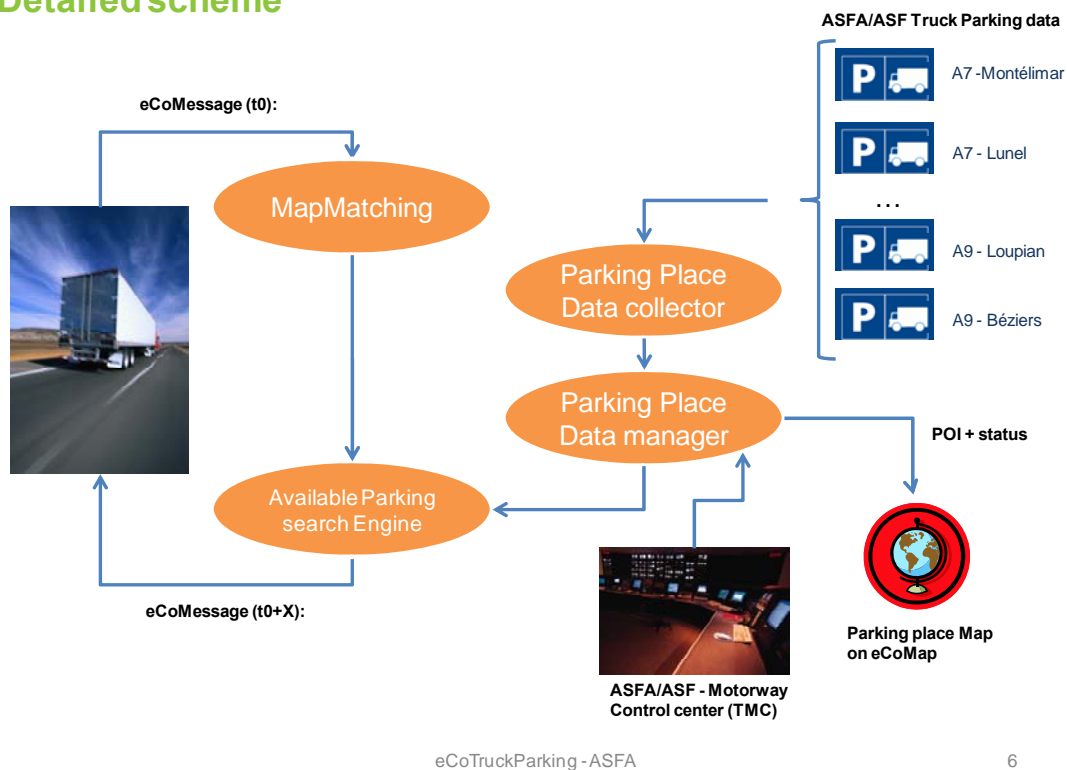 Detailed scheme
ASFA/ASF Truck Parking data
P
A7 -Montélimar
eCoMessage (t0):
P
A7 - Lunel
MapMatching
...
P
A9 - Loupian
Parking Place
Data collector
P
A9 - Béziers
Parking Place
Data manager
POI + status
Available Parking
search Engine
eCoMessage (t0+X):
Parking place Map
on eCoMap
ASFA/ASF - Motorway
Control center (TMC)
eCoTruckParking - ASFA
6